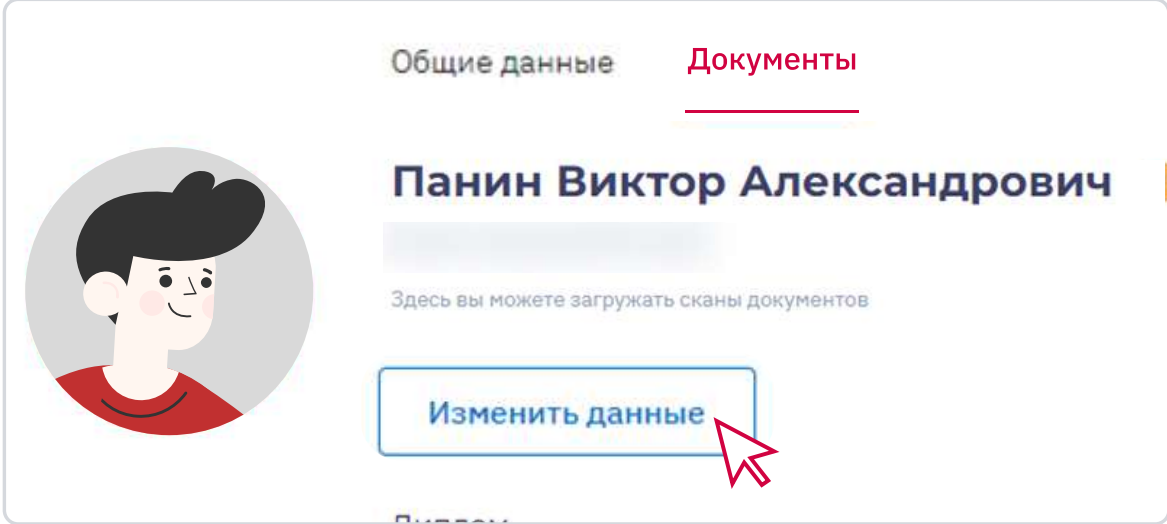 Общие данные Документы
Панин Виктор Александрович
Здесь вы можете загружать сканы документов
Изменить данные